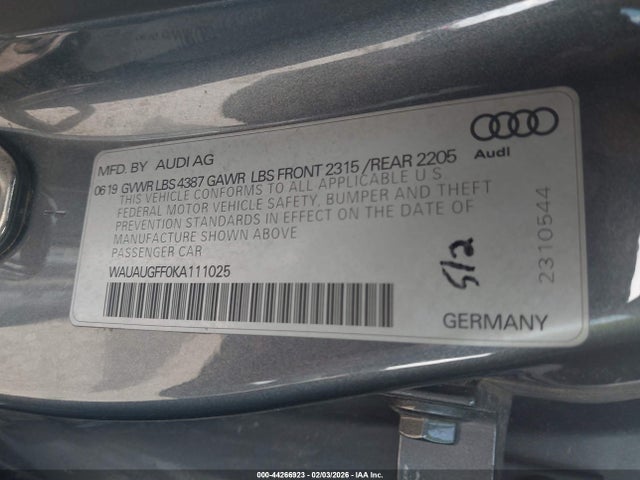 MFD. BY AUDI AG
0619 GVWR LBS 4387 GAWR LBS FRONT 2315 /REAR 2205
THIS VEHICLE CONFORMS TO ALL APPLICABLE U S
FEDERAL MOTOR VEHICLE SAFETY, BUMPER AND THEFT
PREVENTION STANDARDS IN EFFECT ON THE DATE OF
MANUFACTURE SHOWN ABOVE
PASSENGER CAR
WAUAUGFF0KA111025
Audi
5/2
2310544
GERMANY
000-44266923 - 02/03/2026 - IAA Inc.